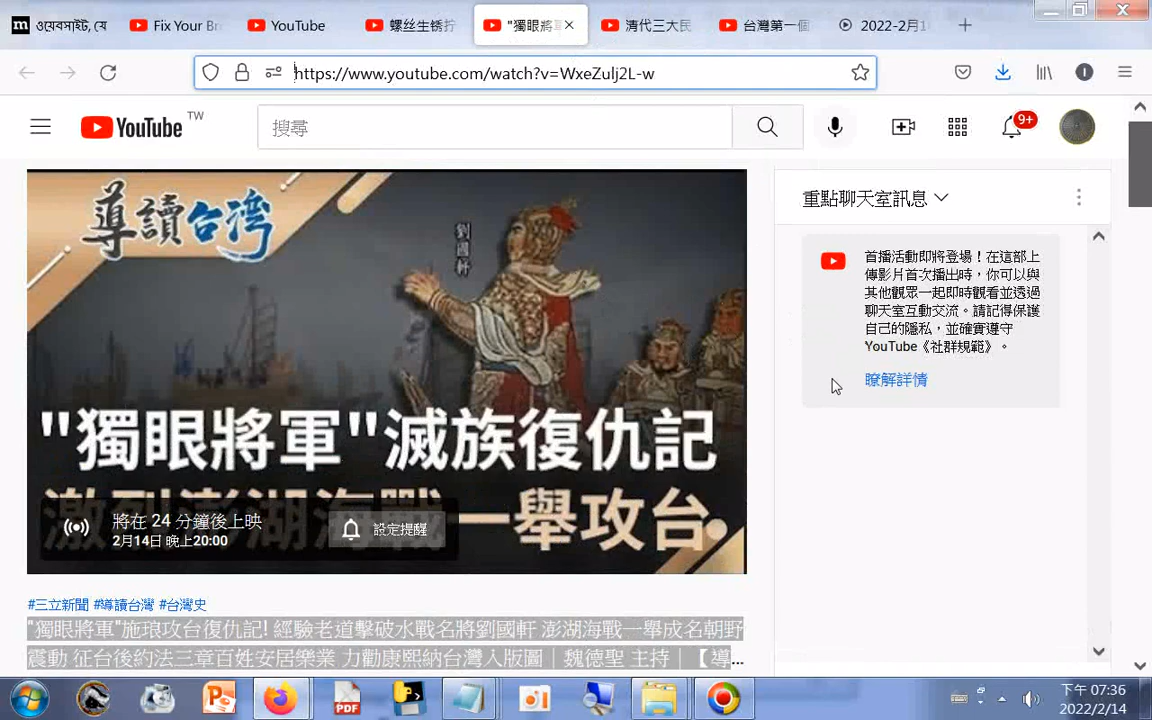 ওয়েবসাইট, যে
Fix Your Br
YouTube
螺丝生锈拧
"獨眼將軍
清代三大民
台灣第一個
2022-2月1
https://www.youtube.com/watch?v=WxeZulj2L-w
YouTube TW
搜尋
9+
導讀台灣
劉國軒
"獨眼將軍"滅族復仇記
激烈澎湖海戰 一舉攻台
將在 24 分鐘後上映
2月14日 晚上20:00
設定提醒
重點聊天室訊息
首播活動即將登場！在這部上
傳影片首次播出時，你可以與
其他觀眾一起即時觀看並透過
聊天室互動交流。請記得保護
自己的隱私，並確實遵守
YouTube《社群規範》。
瞭解詳情
#三立新聞 #導讀台灣 #台灣史
"獨眼將軍"施琅攻台復仇記! 經驗老道擊破水戰名將劉國軒 澎湖海戰一舉成名朝野
震動 征台後約法三章百姓安居樂業 力勸康熙納台灣入版圖｜魏德聖 主持｜【導...
PDF
下午 07:36
2022/2/14